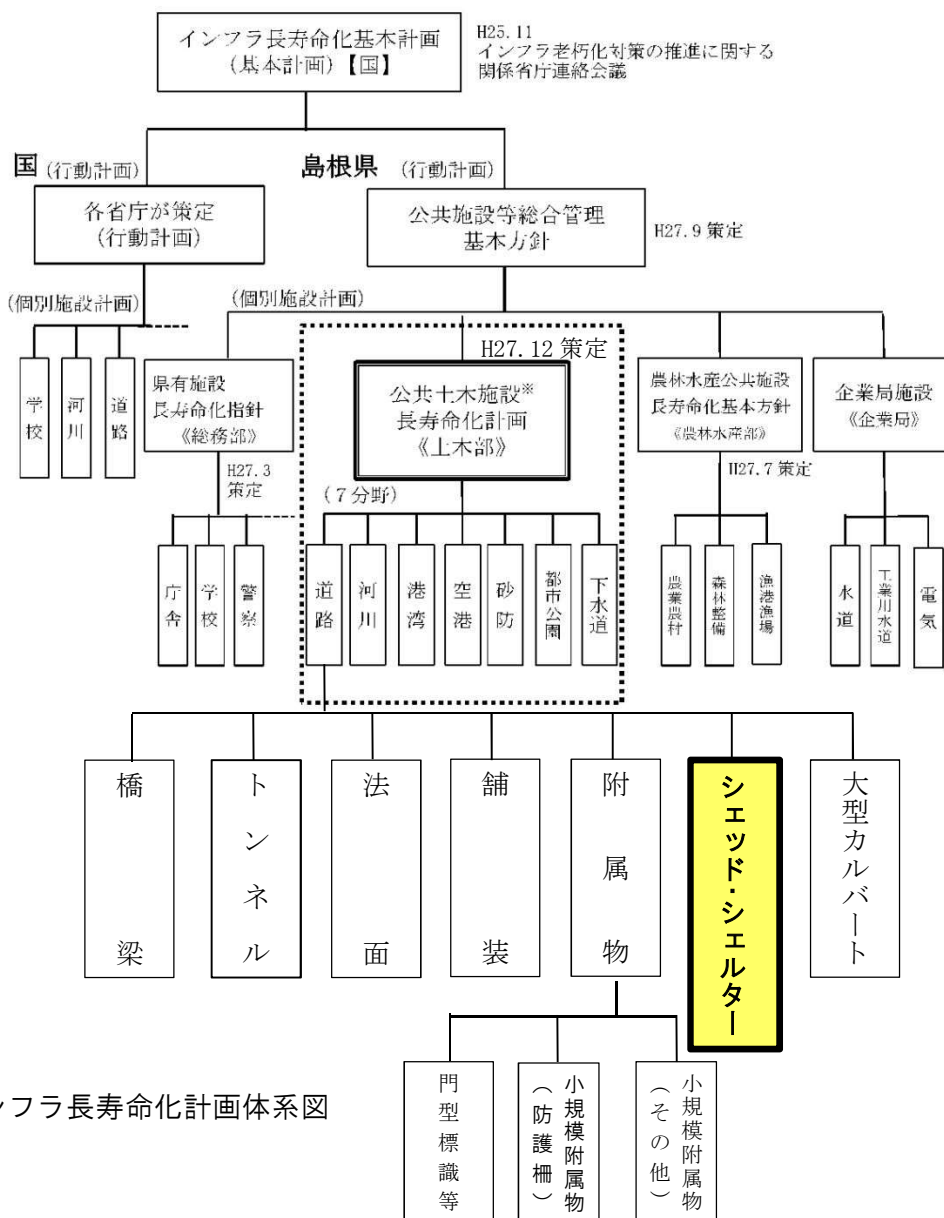 インフラ長寿命化基本計画
(基本計画)【国】
H25.11
インフラ老朽化対策の推進に関する
関係省庁連絡会議
国 (行動計画)
島根県 (行動計画)
各省庁が策定
(行動計画)
公共施設等総合管理
基本方針
H27.9 策定
(個別施設計画)
(個別施設計画)
学校
河川
道路
県有施設
長寿命化指針
《総務部》
H27.3
策定
庁舎
学校
警察
H27.12 策定
公共土木施設※
長寿命化計画
《土木部》
(7分野)
道路
河川
港湾
空港
砂防
都市公園
下水道
農林水産公共施設
長寿命化基本方針
《農林水産部》
H27.7 策定
農業農村
森林整備
漁港漁場
企業局施設
《企業局》
水道
工業用水道
電気
橋梁
トンネル
法面
舗装
附属物
シェッド・シェルター
大型カルバート
門型標識等
小規模附属物
(防護柵)
小規模附属物
(その他)
ンフラ長寿命化計画体系図